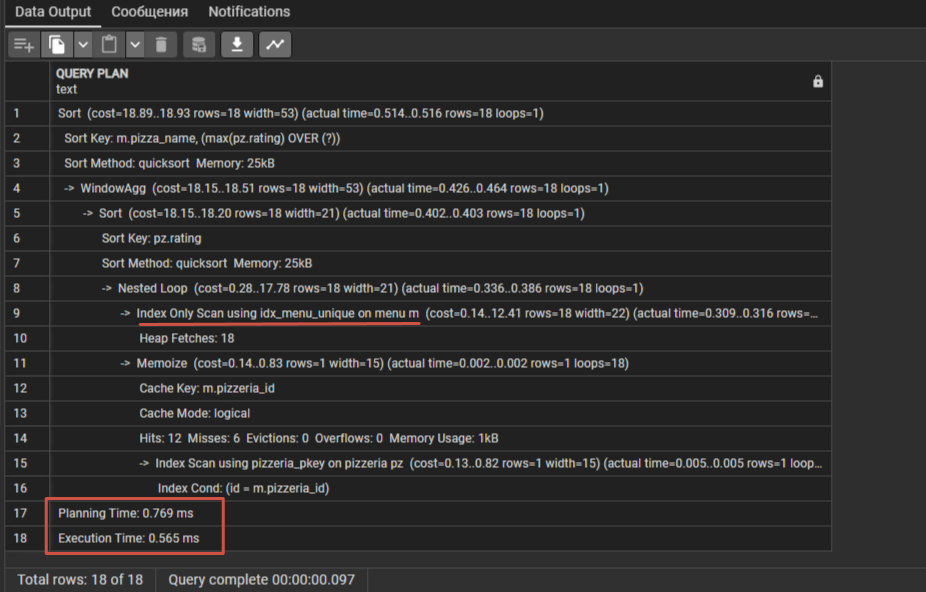 Data Output Сообщения Notifications
QUERY PLAN
text
1 Sort (cost=18.89..18.93 rows=18 width=53) (actual time=0.514..0.516 rows=18 loops=1)
2 Sort Key: m.pizza_name, (max(pz.rating) OVER (?))
3 Sort Method: quicksort Memory: 25kB
4 -> WindowAgg (cost=18.15..18.51 rows=18 width=53) (actual time=0.426..0.464 rows=18 loops=1)
5 -> Sort (cost=18.15..18.20 rows=18 width=21) (actual time=0.402..0.403 rows=18 loops=1)
6 Sort Key: pz.rating
7 Sort Method: quicksort Memory: 25kB
8 -> Nested Loop (cost=0.28..17.78 rows=18 width=21) (actual time=0.336..0.386 rows=18 loops=1)
9 -> Index Only Scan using idx_menu_unique on menu m (cost=0.14..12.41 rows=18 width=22) (actual time=0.309..0.316 rows=...
10 Heap Fetches: 18
11 -> Memoize (cost=0.14..0.83 rows=1 width=15) (actual time=0.002..0.002 rows=1 loops=18)
12 Cache Key: m.pizzeria_id
13 Cache Mode: logical
14 Hits: 12 Misses: 6 Evictions: 0 Overflows: 0 Memory Usage: 1kB
15 -> Index Scan using pizzeria_pkey on pizzeria pz (cost=0.13..0.82 rows=1 width=15) (actual time=0.005..0.005 rows=1 loop...
16 Index Cond: (id = m.pizzeria_id)
17 Planning Time: 0.769 ms
18 Execution Time: 0.565 ms
Total rows: 18 of 18 Query complete 00:00:00.097